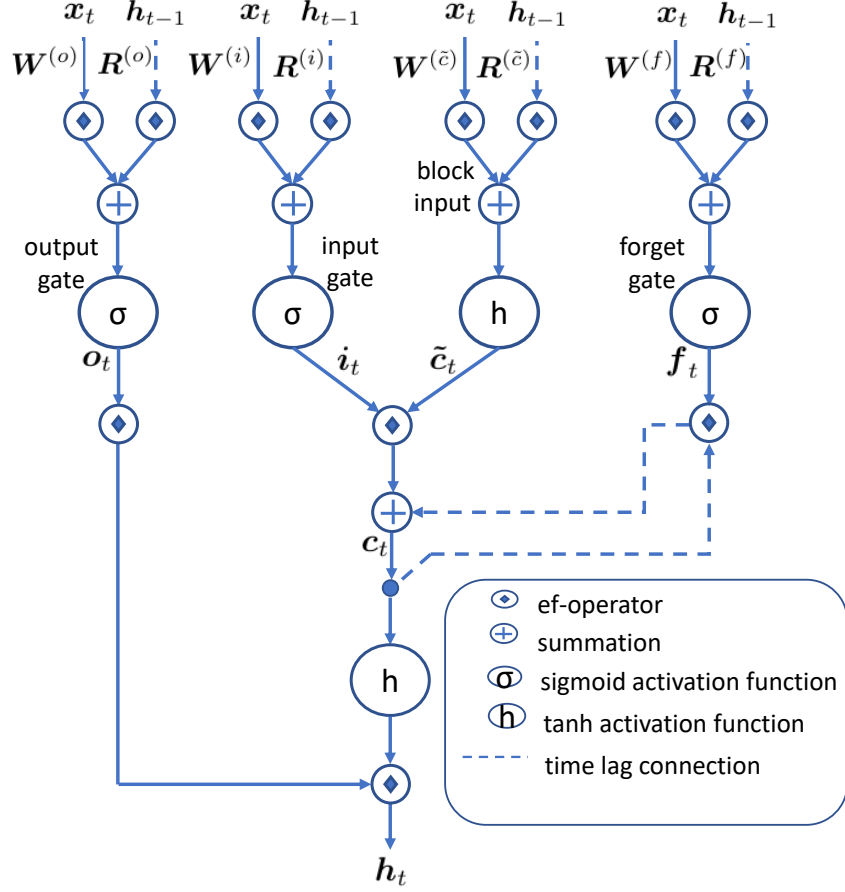 x_t h_{t-1} x_t h_{t-1} x_t h_{t-1} x_t h_{t-1}
W^{(o)} R^{(o)} W^{(i)} R^{(i)} W^{(c̃)} R^{(c̃)} W^{(f)} R^{(f)}
block
input
output
gate
input
gate
forget
gate
σ σ h σ
o_t i_t c̃_t f_t
c_t
ef-operator
summation
h
σ sigmoid activation function
h tanh activation function
time lag connection
h_t